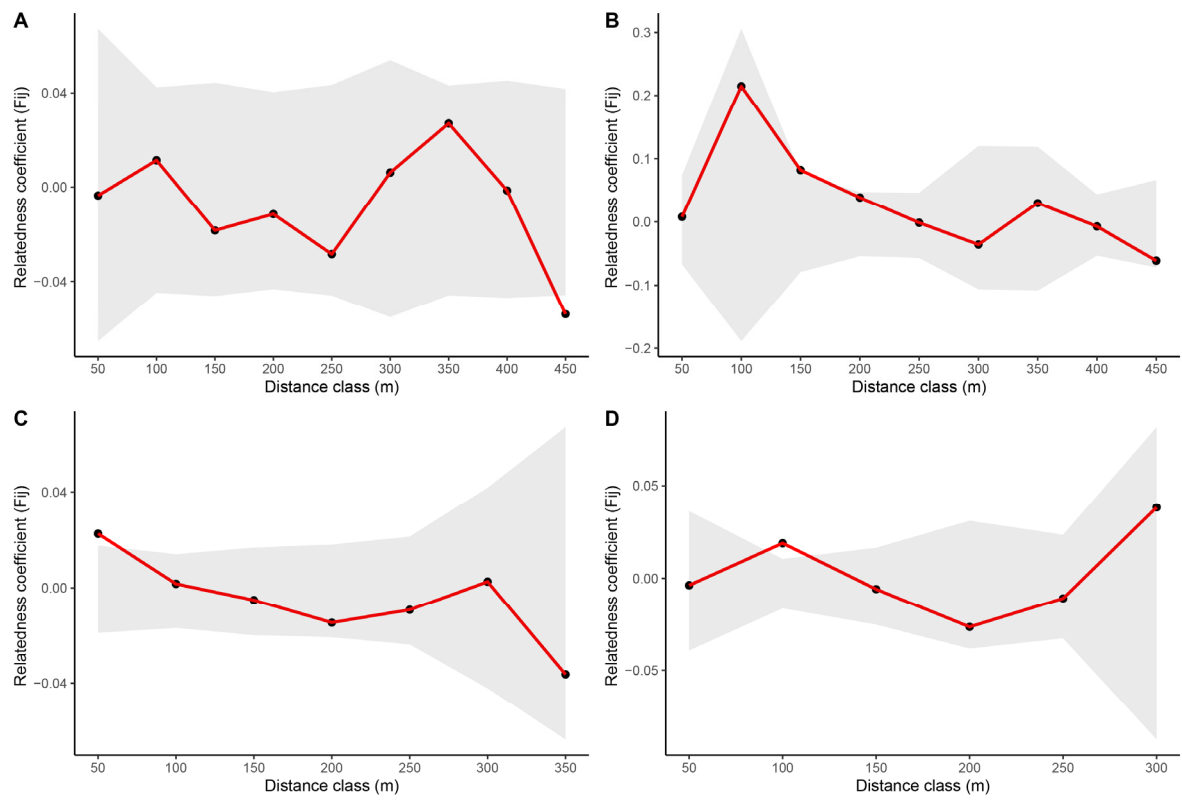 A
Relatedness coefficient (Fij)
0.04
0.00
−0.04
50 100 150 200 250 300 350 400 450
Distance class (m)
B
Relatedness coefficient (Fij)
0.3
0.2
0.1
0.0
−0.1
−0.2
50 100 150 200 250 300 350 400 450
Distance class (m)
C
Relatedness coefficient (Fij)
0.04
0.00
−0.04
50 100 150 200 250 300 350
Distance class (m)
D
Relatedness coefficient (Fij)
0.05
0.00
−0.05
50 100 150 200 250 300
Distance class (m)